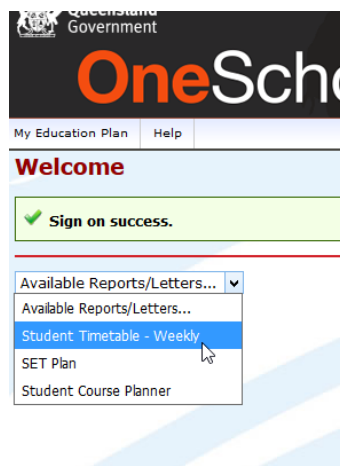 Queensland
Government
OneScho
My Education Plan Help
Welcome
Sign on success.
Available Reports/Letters...
Available Reports/Letters...
Student Timetable - Weekly
SET Plan
Student Course Planner